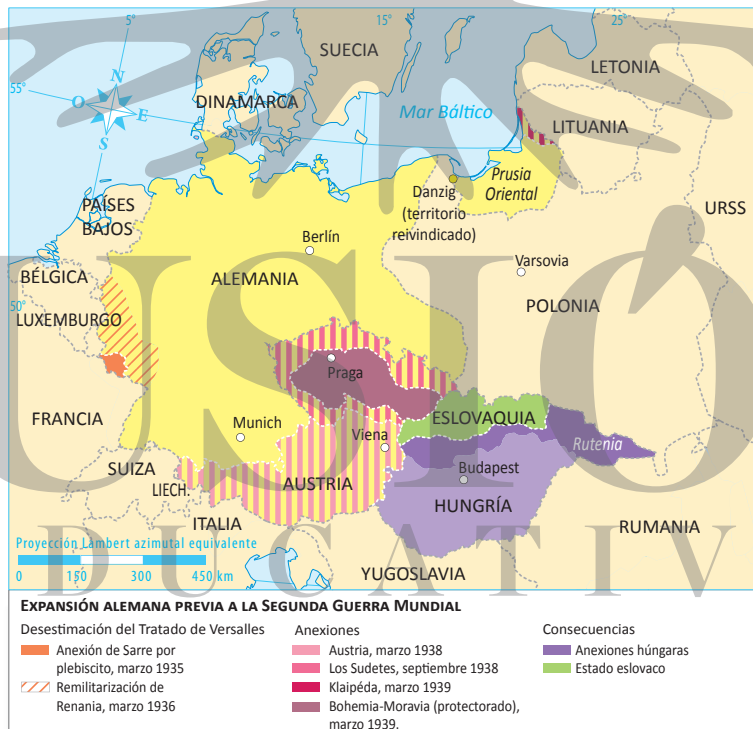 5°
15°
25°
SUECIA
LETONIA
55°
N
O
E
S
DINAMARCA
Mar Báltico
LITUANIA
PAÍSES
BAJOS
Danzig
(territorio
reivindicado)
Prusia
Oriental
URSS
Berlín
Varsovia
BÉLGICA
ALEMANIA
50°
LUXEMBURGO
POLONIA
Praga
FRANCIA
Munich
Viena
ESLOVAQUIA
Rutenia
SUIZA
LIECH.
AUSTRIA
Budapest
HUNGRÍA
ITALIA
RUMANIA
Proyección Lambert azimutal equivalente
0 150 300 450 km
YUGOSLAVIA
USIÓ
DUCATIV
EXPANSIÓN ALEMANA PREVIA A LA SEGUNDA GUERRA MUNDIAL
Desestimación del Tratado de Versalles
Anexión de Sarre por
plebiscito, marzo 1935
Remilitarización de
Renania, marzo 1936
Anexiones
Austria, marzo 1938
Los Sudetes, septiembre 1938
Klaipéda, marzo 1939
Bohemia-Moravia (protectorado),
marzo 1939.
Consecuencias
Anexiones húngaras
Estado eslovaco